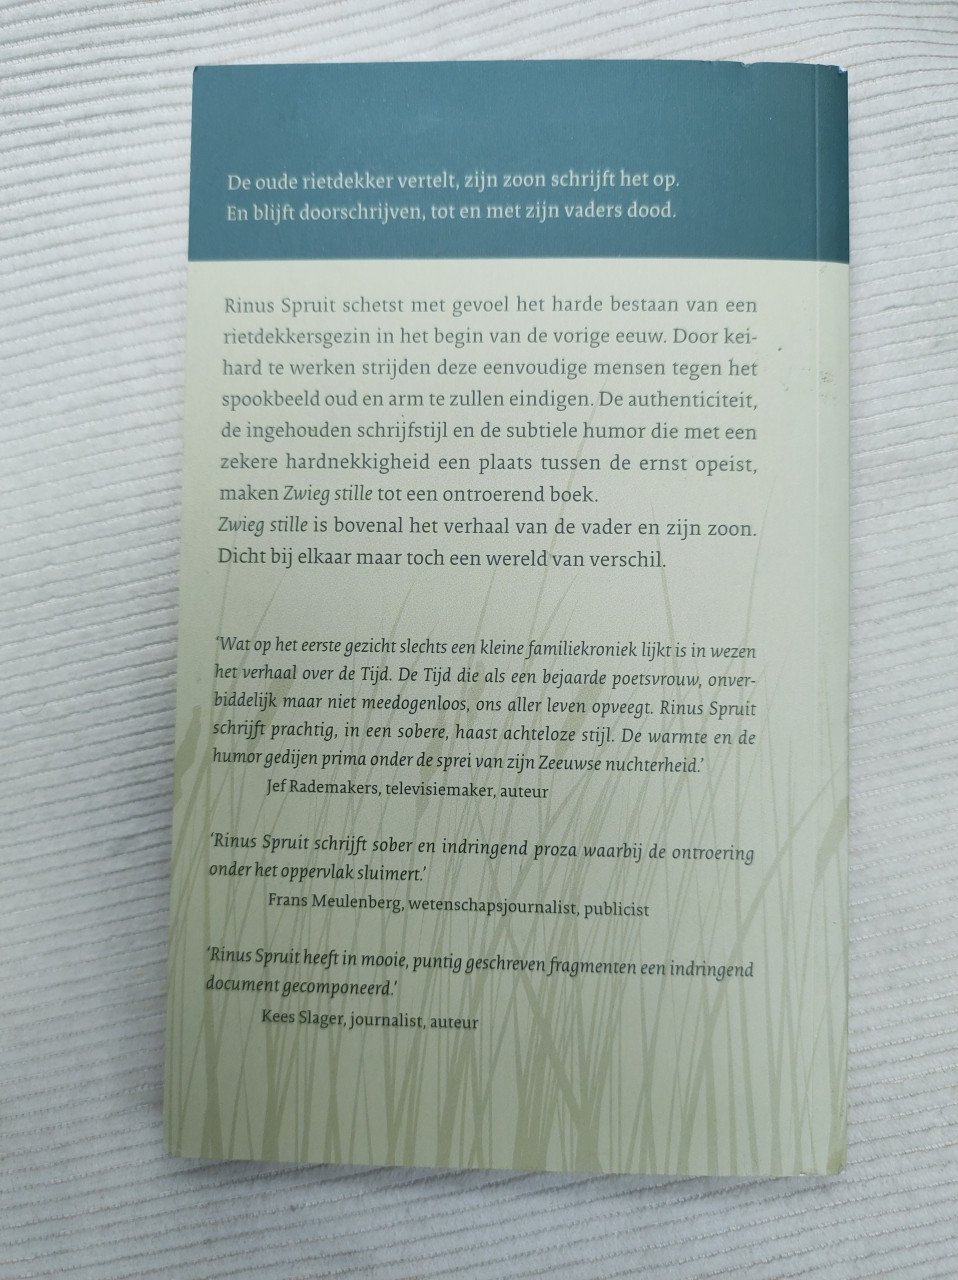 De oude rietdekker vertelt, zijn zoon schrijft het op.
En blijft doorschrijven, tot en met zijn vaders dood.
Rinus Spruit schetst met gevoel het harde bestaan van een
rietdekkersgezin in het begin van de vorige eeuw. Door kei-
hard te werken strijden deze eenvoudige mensen tegen het
spookbeeld oud en arm te zullen eindigen. De authenticiteit,
de ingehouden schrijfstijl en de subtiele humor die met een
zekere hardnekkigheid een plaats tussen de ernst opeist,
maken Zwieg stille tot een ontroerend boek.
Zwieg stille is bovenal het verhaal van de vader en zijn zoon.
Dicht bij elkaar maar toch een wereld van verschil.
‘Wat op het eerste gezicht slechts een kleine familiekroniek lijkt is in wezen
het verhaal over de Tijd. De Tijd die als een bejaarde poetsvrouw, onver-
biddelijk maar niet meedogenloos, ons aller leven opveegt. Rinus Spruit
schrijft prachtig, in een sobere, haast achteloze stijl. De warmte en de
humor gedijen prima onder de sprei van zijn Zeeuwse nuchterheid.’
Jef Rademakers, televisiemaker, auteur
‘Rinus Spruit schrijft sober en indringend proza waarbij de ontroering
onder het oppervlak sluimert.’
Frans Meulenberg, wetenschapsjournalist, publicist
‘Rinus Spruit heeft in mooie, puntig geschreven fragmenten een indringend
document gecomponeerd.’
Kees Slager, journalist, auteur